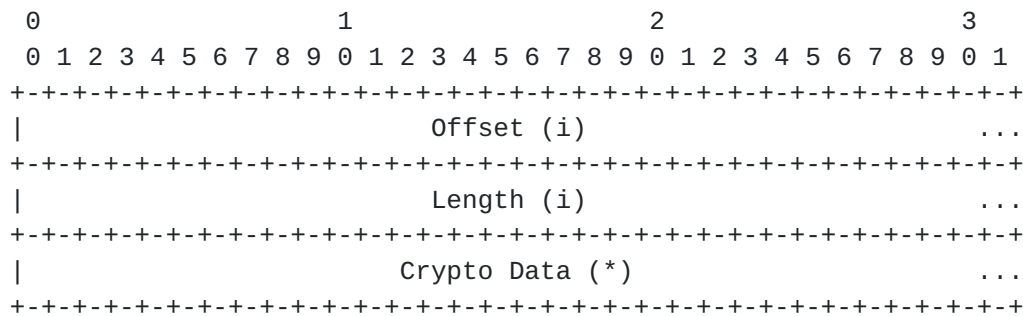 0                   1                   2                   3
 0 1 2 3 4 5 6 7 8 9 0 1 2 3 4 5 6 7 8 9 0 1 2 3 4 5 6 7 8 9 0 1
+-+-+-+-+-+-+-+-+-+-+-+-+-+-+-+-+-+-+-+-+-+-+-+-+-+-+-+-+-+-+-+-+
|                          Offset (i)                         ...
+-+-+-+-+-+-+-+-+-+-+-+-+-+-+-+-+-+-+-+-+-+-+-+-+-+-+-+-+-+-+-+-+
|                          Length (i)                         ...
+-+-+-+-+-+-+-+-+-+-+-+-+-+-+-+-+-+-+-+-+-+-+-+-+-+-+-+-+-+-+-+-+
|                        Crypto Data (*)                      ...
+-+-+-+-+-+-+-+-+-+-+-+-+-+-+-+-+-+-+-+-+-+-+-+-+-+-+-+-+-+-+-+-+